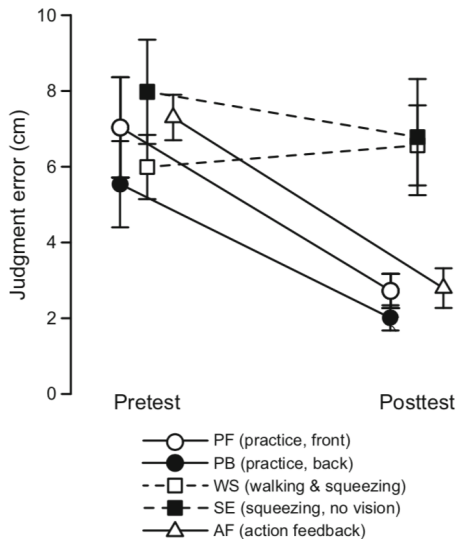 10
8
6
4
2
0
Judgment error (cm)
Pretest Posttest
PF (practice, front)
PB (practice, back)
WS (walking & squeezing)
SE (squeezing, no vision)
AF (action feedback)